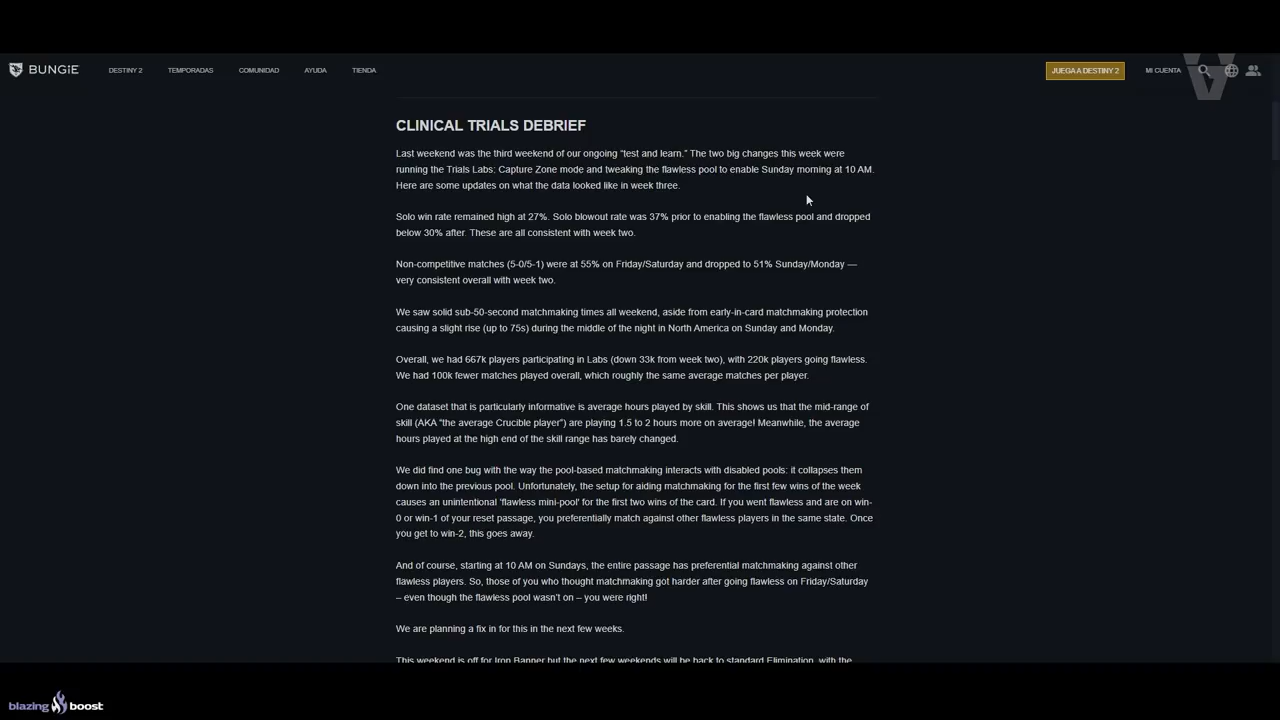 BUNGiE
DESTINY 2
TEMPORADAS
COMUNIDAD
AYUDA
TIENDA
JUEGA A DESTINY 2
MI CUENTA
CLINICAL TRIALS DEBRIEF
Last weekend was the third weekend of our ongoing “test and learn.” The two big changes this week were
running the Trials Labs: Capture Zone mode and tweaking the flawless pool to enable Sunday morning at 10 AM.
Here are some updates on what the data looked like in week three.
Solo win rate remained high at 27%. Solo blowout rate was 37% prior to enabling the flawless pool and dropped
below 30% after. These are all consistent with week two.
Non-competitive matches (5-0/5-1) were at 55% on Friday/Saturday and dropped to 51% Sunday/Monday —
very consistent overall with week two.
We saw solid sub-50-second matchmaking times all weekend, aside from early-in-card matchmaking protection
causing a slight rise (up to 75s) during the middle of the night in North America on Sunday and Monday.
Overall, we had 667k players participating in Labs (down 33k from week two), with 220k players going flawless.
We had 100k fewer matches played overall, which roughly the same average matches per player.
One dataset that is particularly informative is average hours played by skill. This shows us that the mid-range of
skill (AKA “the average Crucible player”) are playing 1.5 to 2 hours more on average! Meanwhile, the average
hours played at the high end of the skill range has barely changed.
We did find one bug with the way the pool-based matchmaking interacts with disabled pools: it collapses them
down into the previous pool. Unfortunately, the setup for aiding matchmaking for the first few wins of the week
causes an unintentional 'flawless mini-pool' for the first two wins of the card. If you went flawless and are on win-
0 or win-1 of your reset passage, you preferentially match against other flawless players in the same state. Once
you get to win-2, this goes away.
And of course, starting at 10 AM on Sundays, the entire passage has preferential matchmaking against other
flawless players. So, those of you who thought matchmaking got harder after going flawless on Friday/Saturday
– even though the flawless pool wasn’t on – you were right!
We are planning a fix in for this in the next few weeks.
This weekend is off for Iron Banner but the next few weekends will be back to standard Elimination, with the
blazing boost